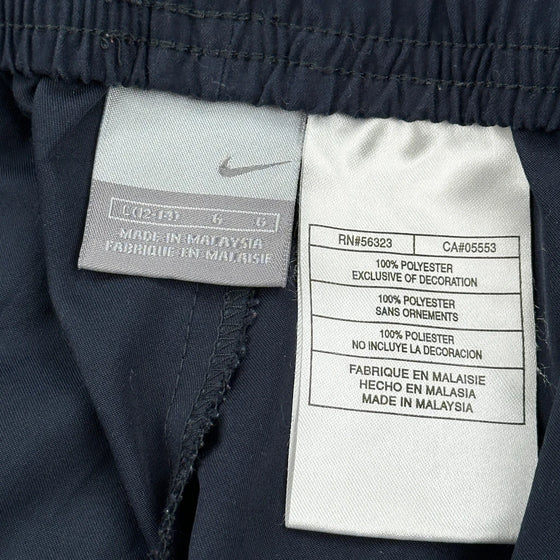 L (12-14) G G
MADE IN MALAYSIA
FABRIQUE EN MALAISIE
RN#56323 CA#05553
100% POLYESTER
EXCLUSIVE OF DECORATION
100% POLYESTER
SANS ORNEMENTS
100% POLIESTER
NO INCLUYE LA DECORACION
FABRIQUE EN MALAISIE
HECHO EN MALASIA
MADE IN MALAYSIA